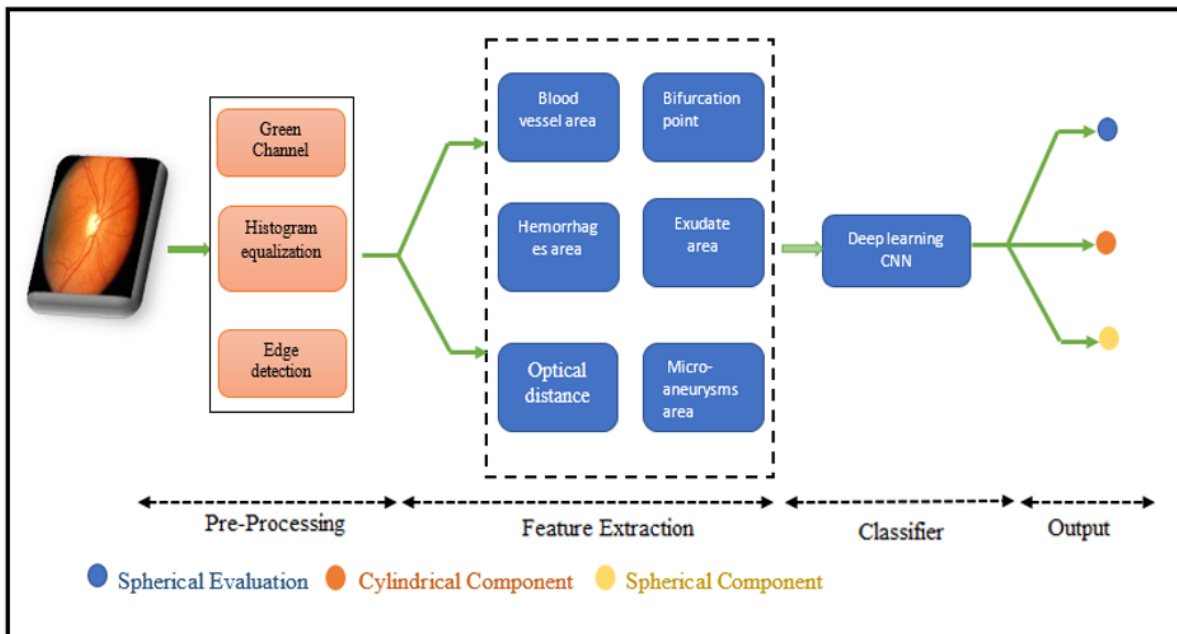 Green
Channel
Histogram
equalization
Edge
detection
Blood
vessel area
Bifurcation
point
Hemorrhag
es area
Exudate
area
Optical
distance
Micro-
aneurysms
area
Deep learning
CNN
Pre-Processing
Feature Extraction
Classifier
Output
Spherical Evaluation
Cylindrical Component
Spherical Component